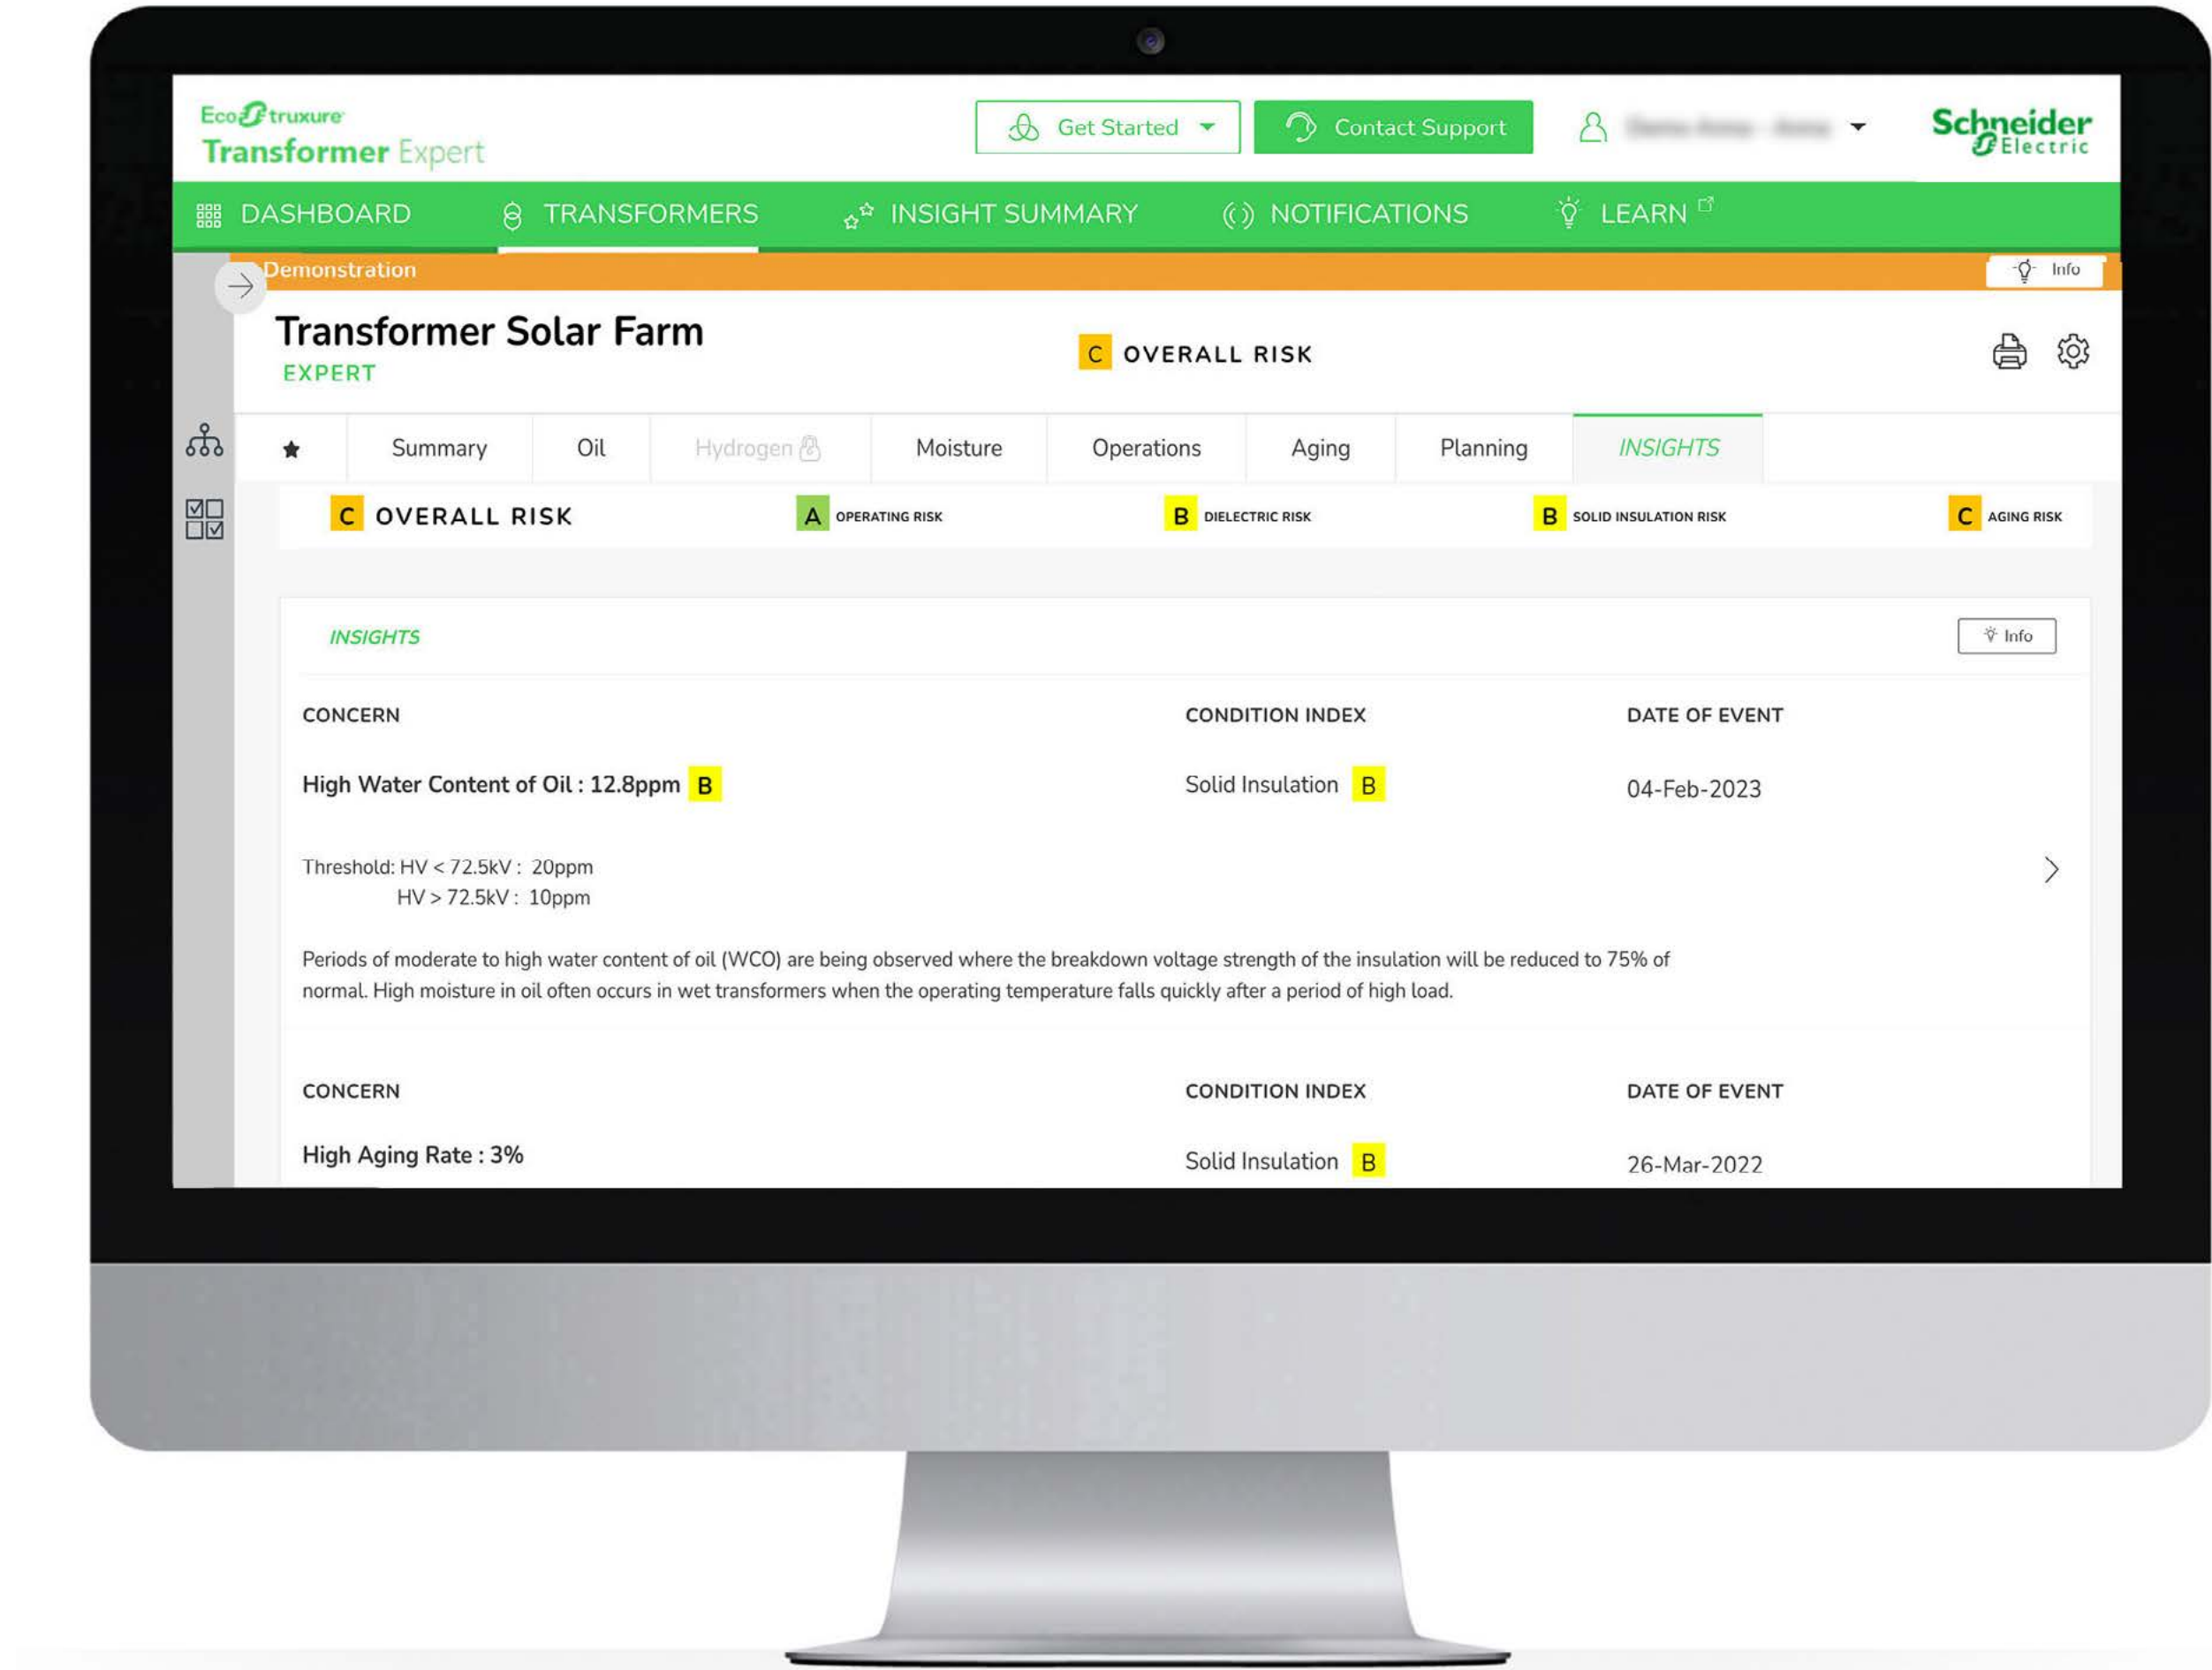 EcoStruxure
Transformer Expert
Get Started
Contact Support
Schneider
Electric
DASHBOARD
TRANSFORMERS
INSIGHT SUMMARY
NOTIFICATIONS
LEARN
Demonstration
Info
Transformer Solar Farm
EXPERT
C OVERALL RISK
Summary
Oil
Hydrogen
Moisture
Operations
Aging
Planning
INSIGHTS
C OVERALL RISK
A OPERATING RISK
B DIELECTRIC RISK
B SOLID INSULATION RISK
C AGING RISK
INSIGHTS
Info
CONCERN
CONDITION INDEX
DATE OF EVENT
High Water Content of Oil : 12.8ppm B
Solid Insulation B
04-Feb-2023
Threshold: HV < 72.5kV : 20ppm
HV > 72.5kV : 10ppm
Periods of moderate to high water content of oil (WCO) are being observed where the breakdown voltage strength of the insulation will be reduced to 75% of
normal. High moisture in oil often occurs in wet transformers when the operating temperature falls quickly after a period of high load.
CONCERN
CONDITION INDEX
DATE OF EVENT
High Aging Rate : 3%
Solid Insulation B
26-Mar-2022